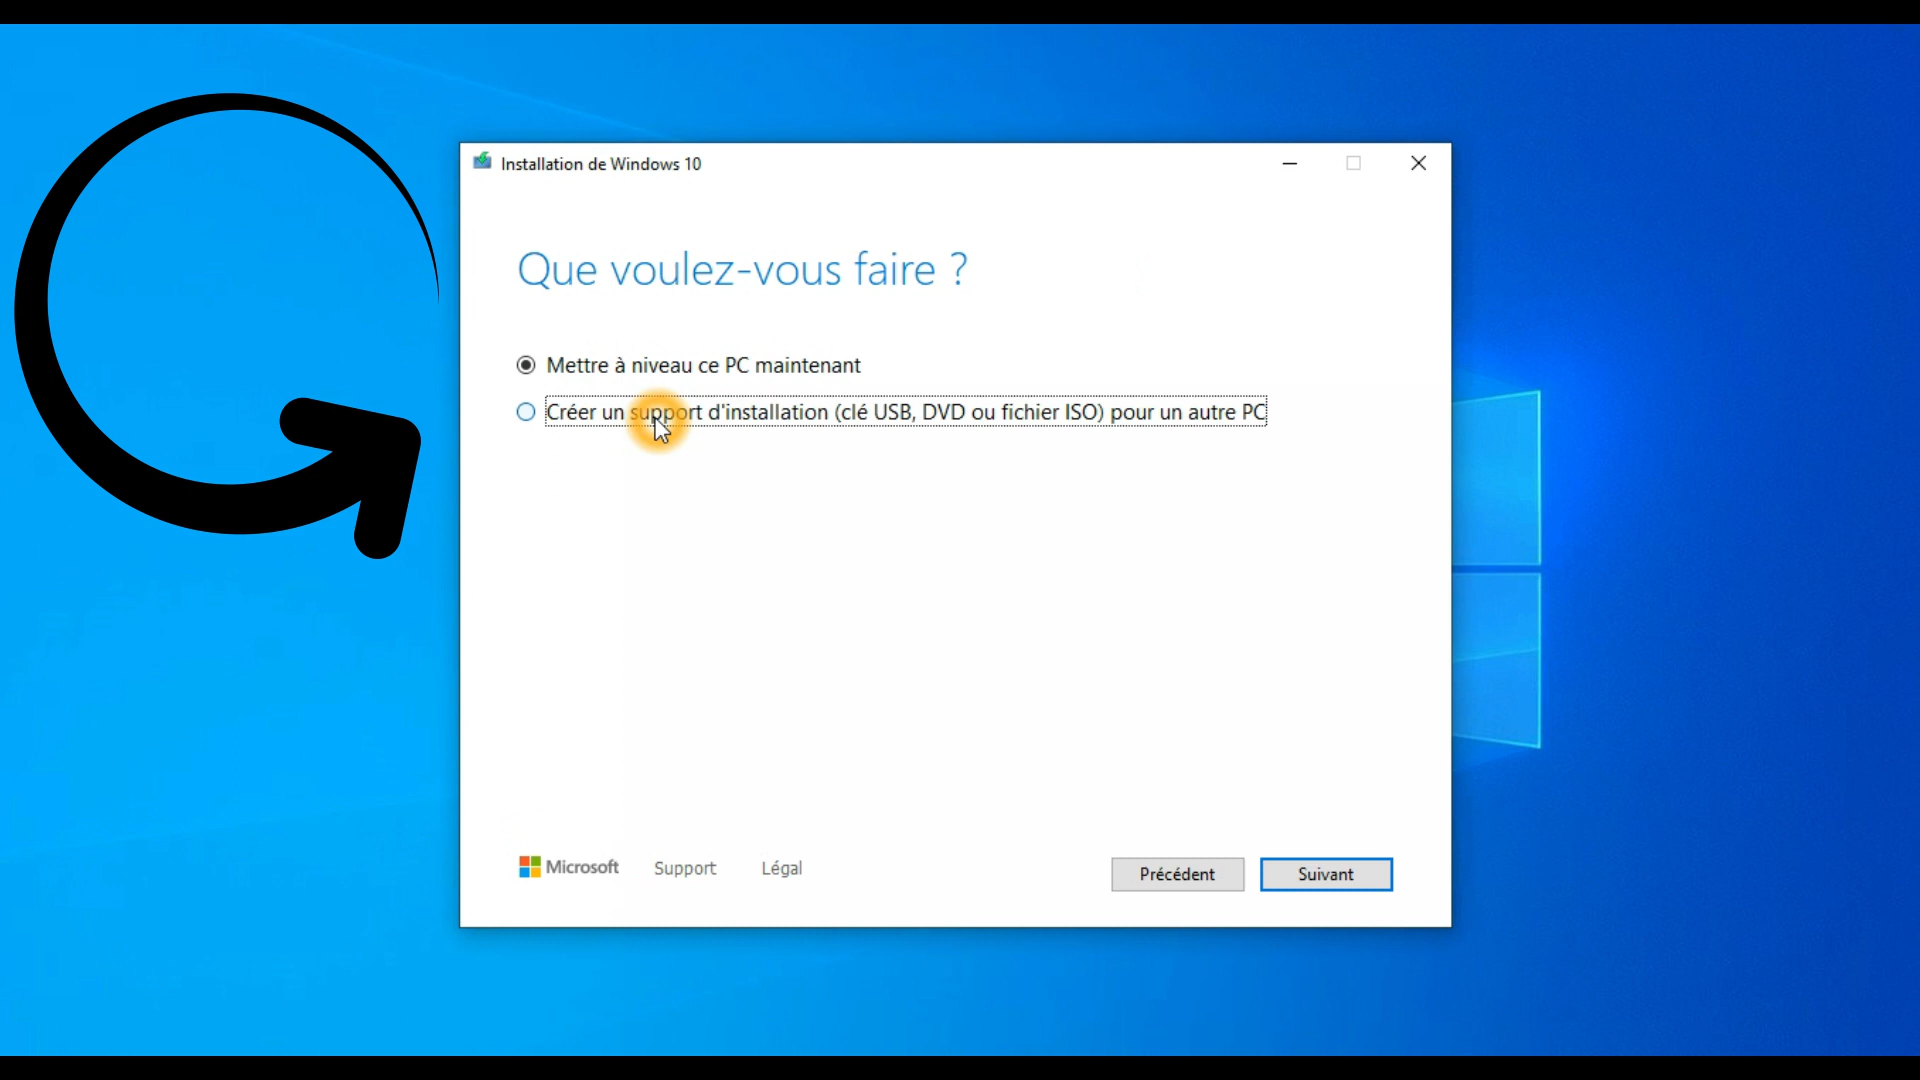 Installation de Windows 10
Que voulez-vous faire ?
Mettre à niveau ce PC maintenant
Créer un support d'installation (clé USB, DVD ou fichier ISO) pour un autre PC
Microsoft Support Légal Précédent Suivant